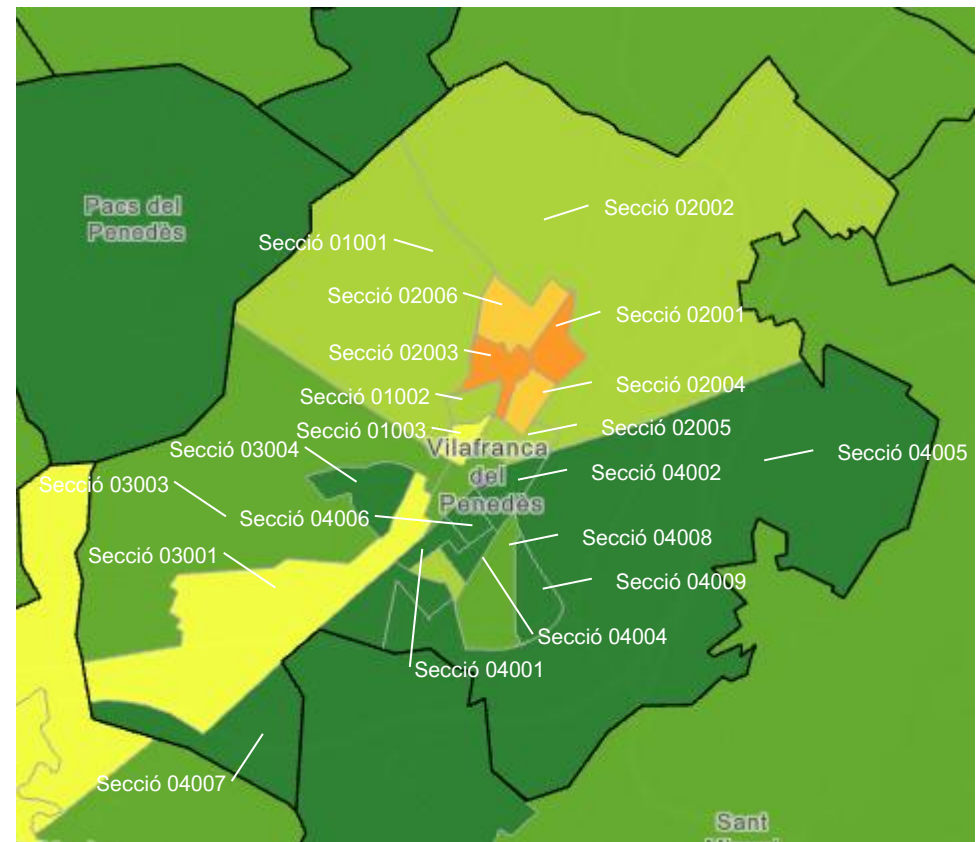 Pacs del
Penedès
Secció 02002
Secció 01001
Secció 02006
Secció 02001
Secció 02003
Secció 02004
Secció 01002
Secció 01003
Secció 02005
Secció 03004
Vilafranca
del
Penedès
Secció 04005
Secció 04002
Secció 03003
Secció 04006
Secció 04008
Secció 03001
Secció 04009
Secció 04004
Secció 04001
Secció 04007
Sant